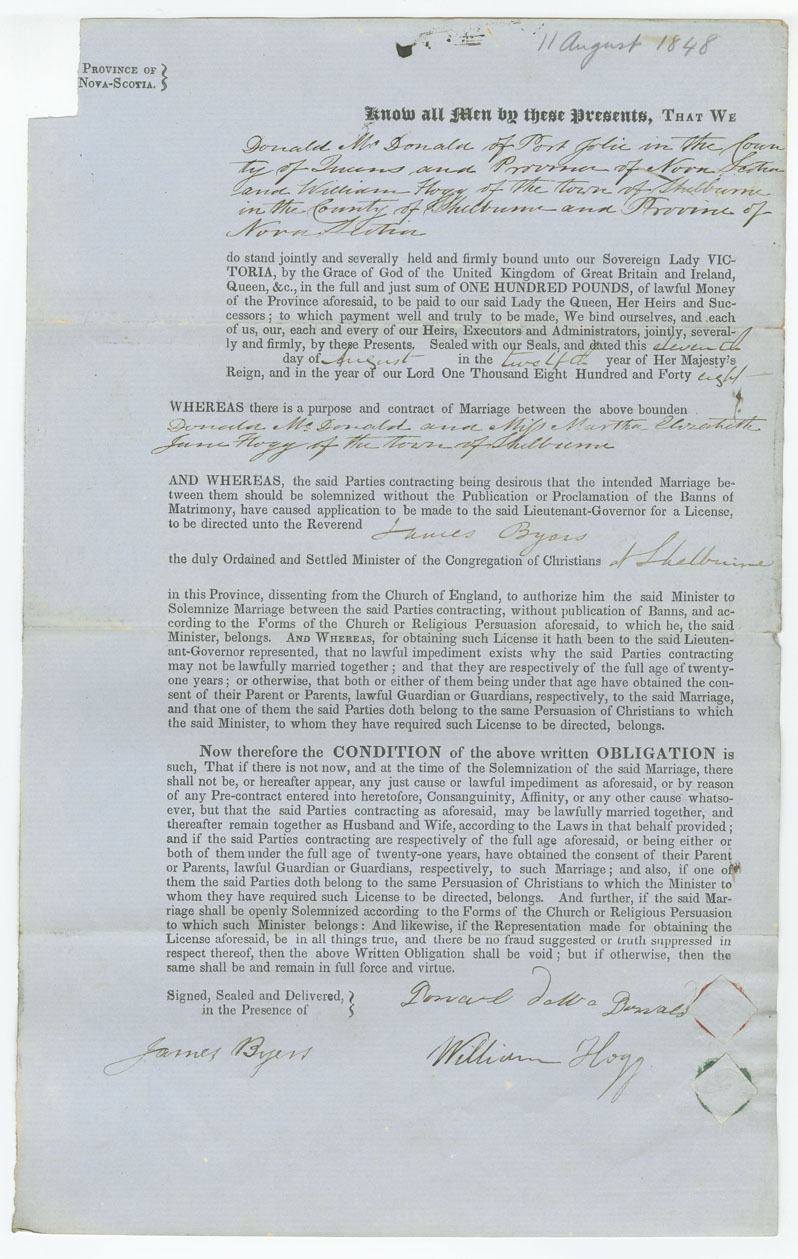 11 August 1848
PROVINCE OF
NOVA-SCOTIA.
Know all Men by these Presents, THAT WE
Donald McDonald of Port Jolie in the Coun
ty of Queens and Province of Nova Scotia
and William Hogg of the town of Shelburne
in the County of Shelburne and Province of
Nova Scotia
do stand jointly and severally held and firmly bound unto our Sovereign Lady VIC-
TORIA, by the Grace of God of the United Kingdom of Great Britain and Ireland,
Queen, &c., in the full and just sum of ONE HUNDRED POUNDS, of lawful Money
of the Province aforesaid, to be paid to our said Lady the Queen, Her Heirs and Suc-
cessors; to which payment well and truly to be made, We bind ourselves, and each
of us, our, each and every of our Heirs, Executors and Administrators, jointly, several-
ly and firmly, by these Presents. Sealed with our Seals, and dated this eleventh
day of August in the twelfth year of Her Majesty's
Reign, and in the year of our Lord One Thousand Eight Hundred and Forty eight
WHEREAS there is a purpose and contract of Marriage between the above bounden
Donald McDonald and Miss Martha Elizabeth
Jane Hogg of the town of Shelburne
AND WHEREAS, the said Parties contracting being desirous that the intended Marriage be-
tween them should be solemnized without the Publication or Proclamation of the Banns of
Matrimony, have caused application to be made to the said Lieutenant-Governor for a License,
to be directed unto the Reverend James Byers
the duly Ordained and Settled Minister of the Congregation of Christians at Shelburne
in this Province, dissenting from the Church of England, to authorize him the said Minister to
Solemnize Marriage between the said Parties contracting, without publication of Banns, and ac-
cording to the Forms of the Church or Religious Persuasion aforesaid, to which he, the said
Minister, belongs. AND WHEREAS, for obtaining such License it hath been to the said Lieuten-
ant-Governor represented, that no lawful impediment exists why the said Parties contracting
may not be lawfully married together; and that they are respectively of the full age of twenty-
one years; or otherwise, that both or either of them being under that age have obtained the con-
sent of their Parent or Parents, lawful Guardian or Guardians, respectively, to the said Marriage,
and that one of them the said Parties doth belong to the same Persuasion of Christians to which
the said Minister, to whom they have required such License to be directed, belongs.
Now therefore the CONDITION of the above written OBLIGATION is
such, That if there is not now, and at the time of the Solemnization of the said Marriage, there
shall not be, or hereafter appear, any just cause or lawful impediment as aforesaid, or by reason
of any Pre-contract entered into heretofore, Consanguinity, Affinity, or any other cause whatso-
ever, but that the said Parties contracting as aforesaid, may be lawfully married together, and
thereafter remain together as Husband and Wife, according to the Laws in that behalf provided;
and if the said Parties contracting are respectively of the full age aforesaid, or being either or
both of them under the full age of twenty-one years, have obtained the consent of their Parent
or Parents, lawful Guardian or Guardians, respectively, to such Marriage; and also, if one of
them the said Parties doth belong to the same Persuasion of Christians to which the Minister to
whom they have required such License to be directed, belongs. And further, if the said Mar-
riage shall be openly Solemnized according to the Forms of the Church or Religious Persuasion
to which such Minister belongs: And likewise, if the Representation made for obtaining the
License aforesaid, be in all things true, and there be no fraud suggested or truth suppressed in
respect thereof, then the above Written Obligation shall be void; but if otherwise, then the
same shall be and remain in full force and virtue.
Signed, Sealed and Delivered,
in the Presence of
Donald Donald
James Byers
William Hogg